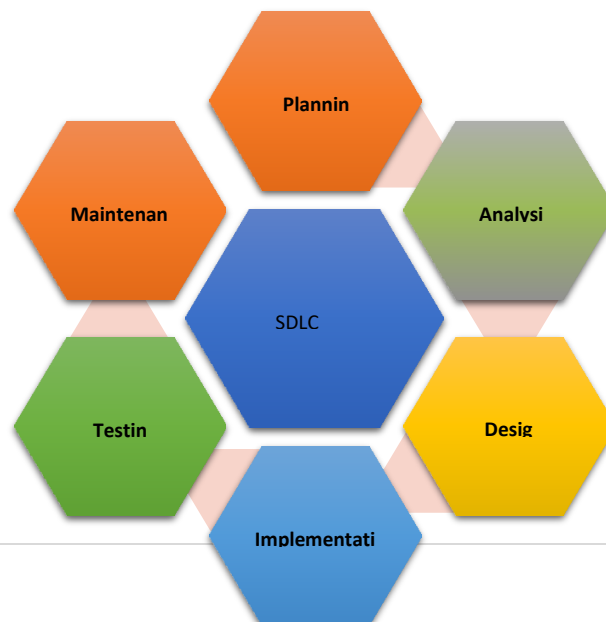 Plannin
Analysi
Desig
Implementati
Testin
Maintenan
SDLC